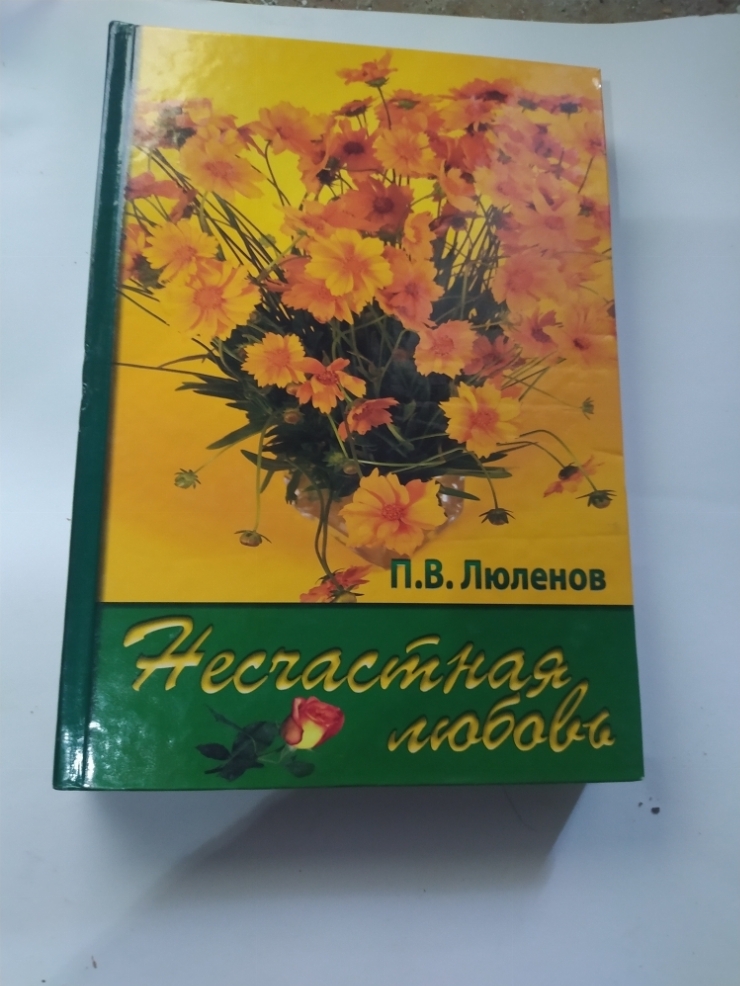 П.В. Люленов
Несчастная
любовь